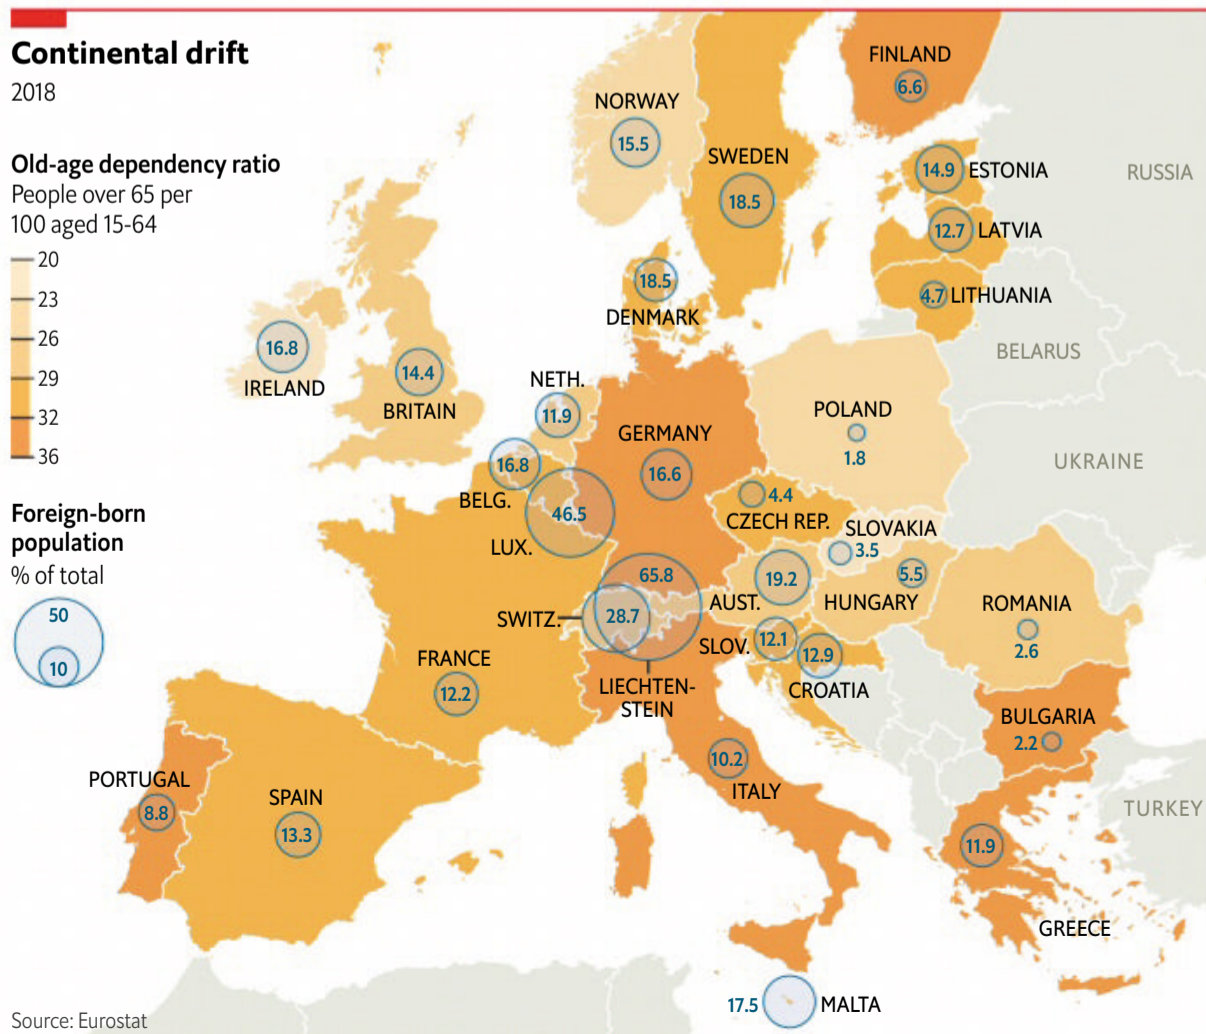 Continental drift
2018
Old-age dependency ratio
People over 65 per
100 aged 15-64
20
23
26
29
32
36
Foreign-born
population
% of total
50
10
FINLAND
6.6
NORWAY
15.5
SWEDEN
18.5
ESTONIA
14.9
LATVIA
12.7
LITHUANIA
4.7
RUSSIA
BELARUS
UKRAINE
DENMARK
18.5
IRELAND
16.8
BRITAIN
14.4
NETH.
11.9
BELG.
16.8
LUX.
46.5
GERMANY
16.6
POLAND
1.8
CZECH REP.
4.4
SLOVAKIA
3.5
AUST.
19.2
HUNGARY
5.5
ROMANIA
2.6
SWITZ.
28.7
65.8
LIECHTEN-
STEIN
SLOV.
12.1
CROATIA
12.9
FRANCE
12.2
BULGARIA
2.2
PORTUGAL
8.8
SPAIN
13.3
ITALY
10.2
TURKEY
GREECE
11.9
MALTA
17.5
Source: Eurostat